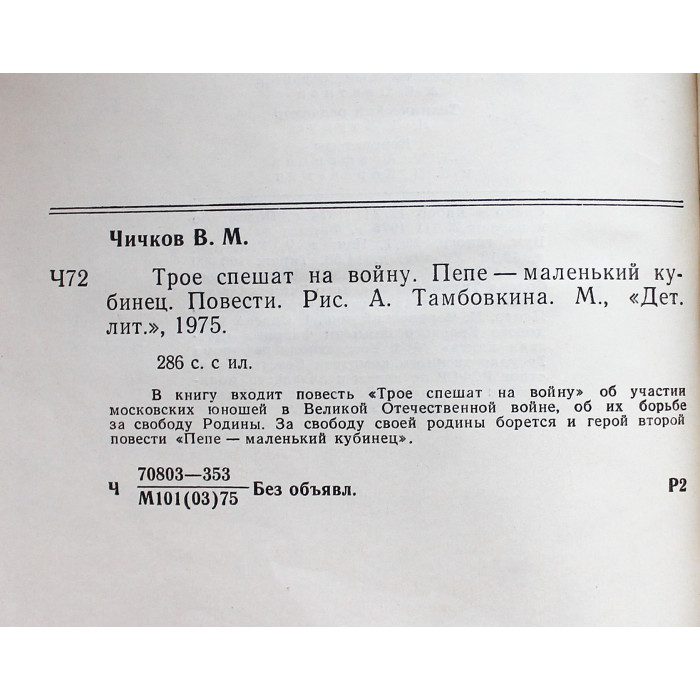 Чичков В. М.
Ч72 Трое спешат на войну. Пепе — маленький ку-
бинец. Повести. Рис. А. Тамбовкина. М., «Дет.
лит.», 1975.
286 с. с ил.
В книгу входит повесть «Трое спешат на войну» об участии
московских юношей в Великой Отечественной войне, об их борьбе
за свободу Родины. За свободу своей родины борется и герой второй
повести «Пепе — маленький кубинец».
70803—353
Ч М101(03)75 Без объявл. Р2